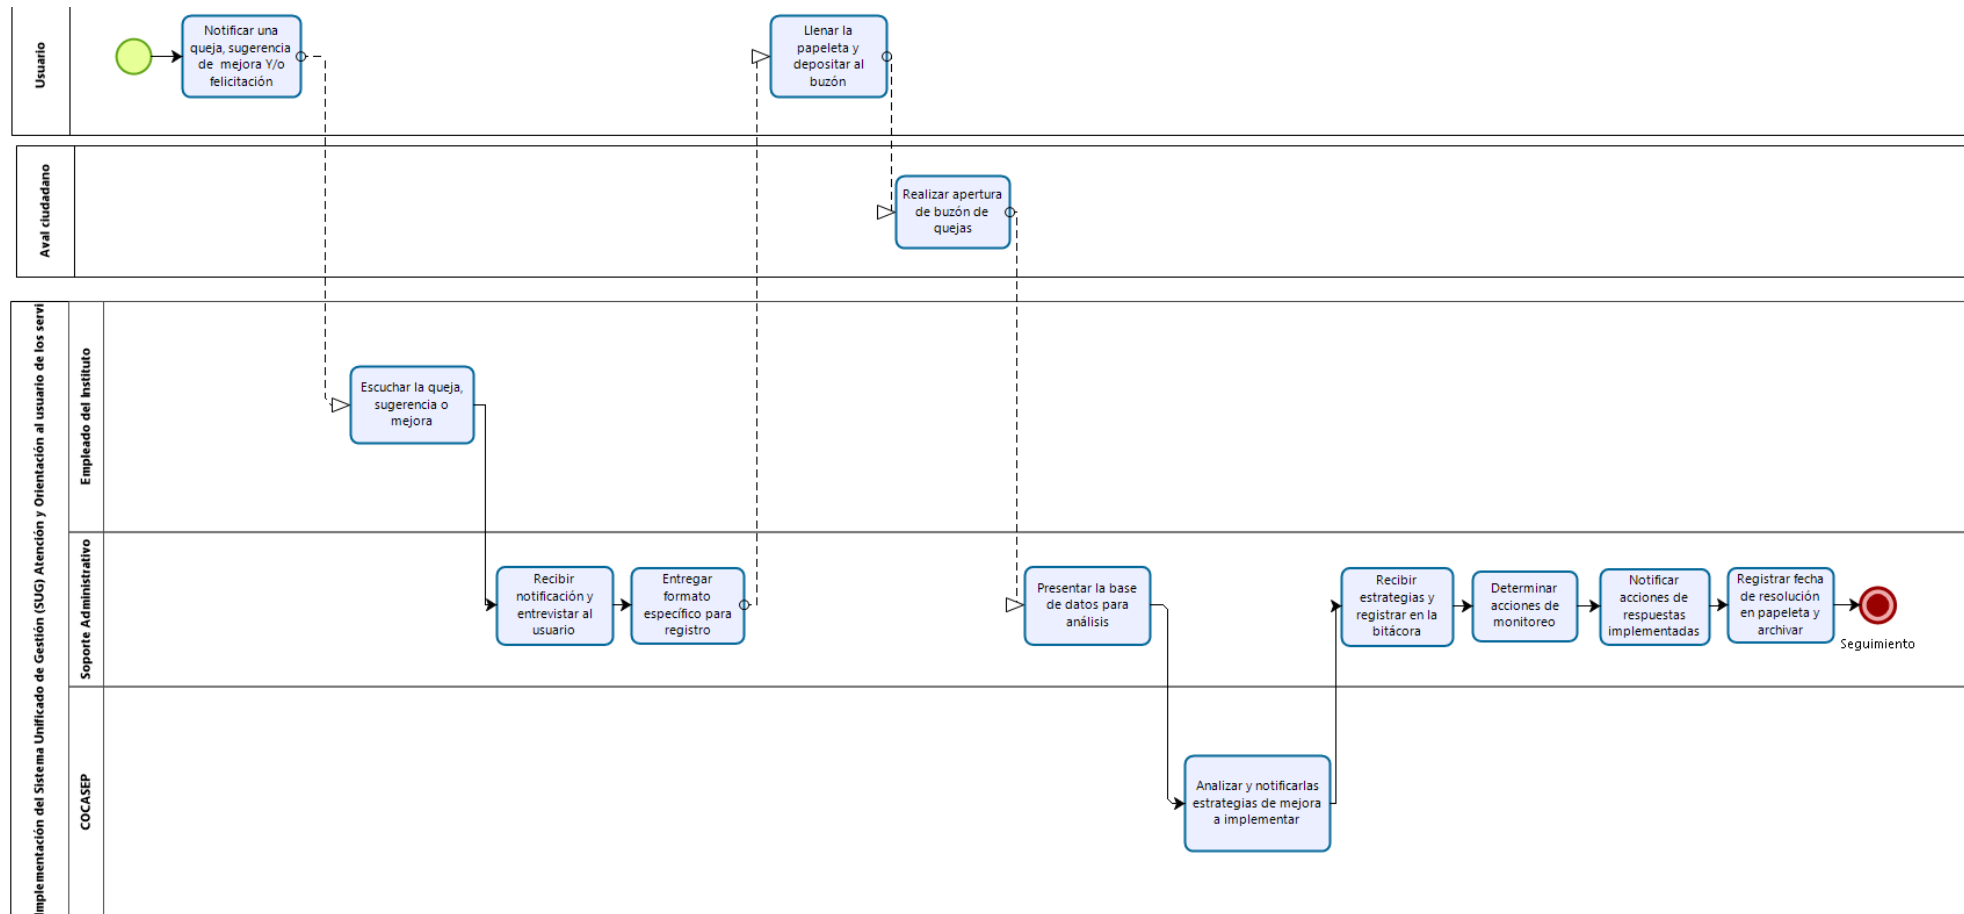 Usuario
Notificar una
queja, sugerencia
de mejora Y/o
felicitación
Llenar la
papeleta y
depositar al
buzón
Aval ciudadano
Realizar apertura
de buzón de
quejas
Implementación del Sistema Unificado de Gestión (SUG) Atención y Orientación al usuario de los servi
Empleado del Instituto
Escuchar la queja,
sugerencia o
mejora
Soporte Administrativo
Recibir
notificación y
entrevistar al
usuario
Entregar
formato
específico para
registro
Presentar la base
de datos para
análisis
Recibir
estrategias y
registrar en la
bitácora
Determinar
acciones de
monitoreo
Notificar
acciones de
respuestas
implementadas
Registrar fecha
de resolución
en papeleta y
archivar
Seguimiento
COCASEP
Analizar y notificarlas
estrategias de mejora
a implementar